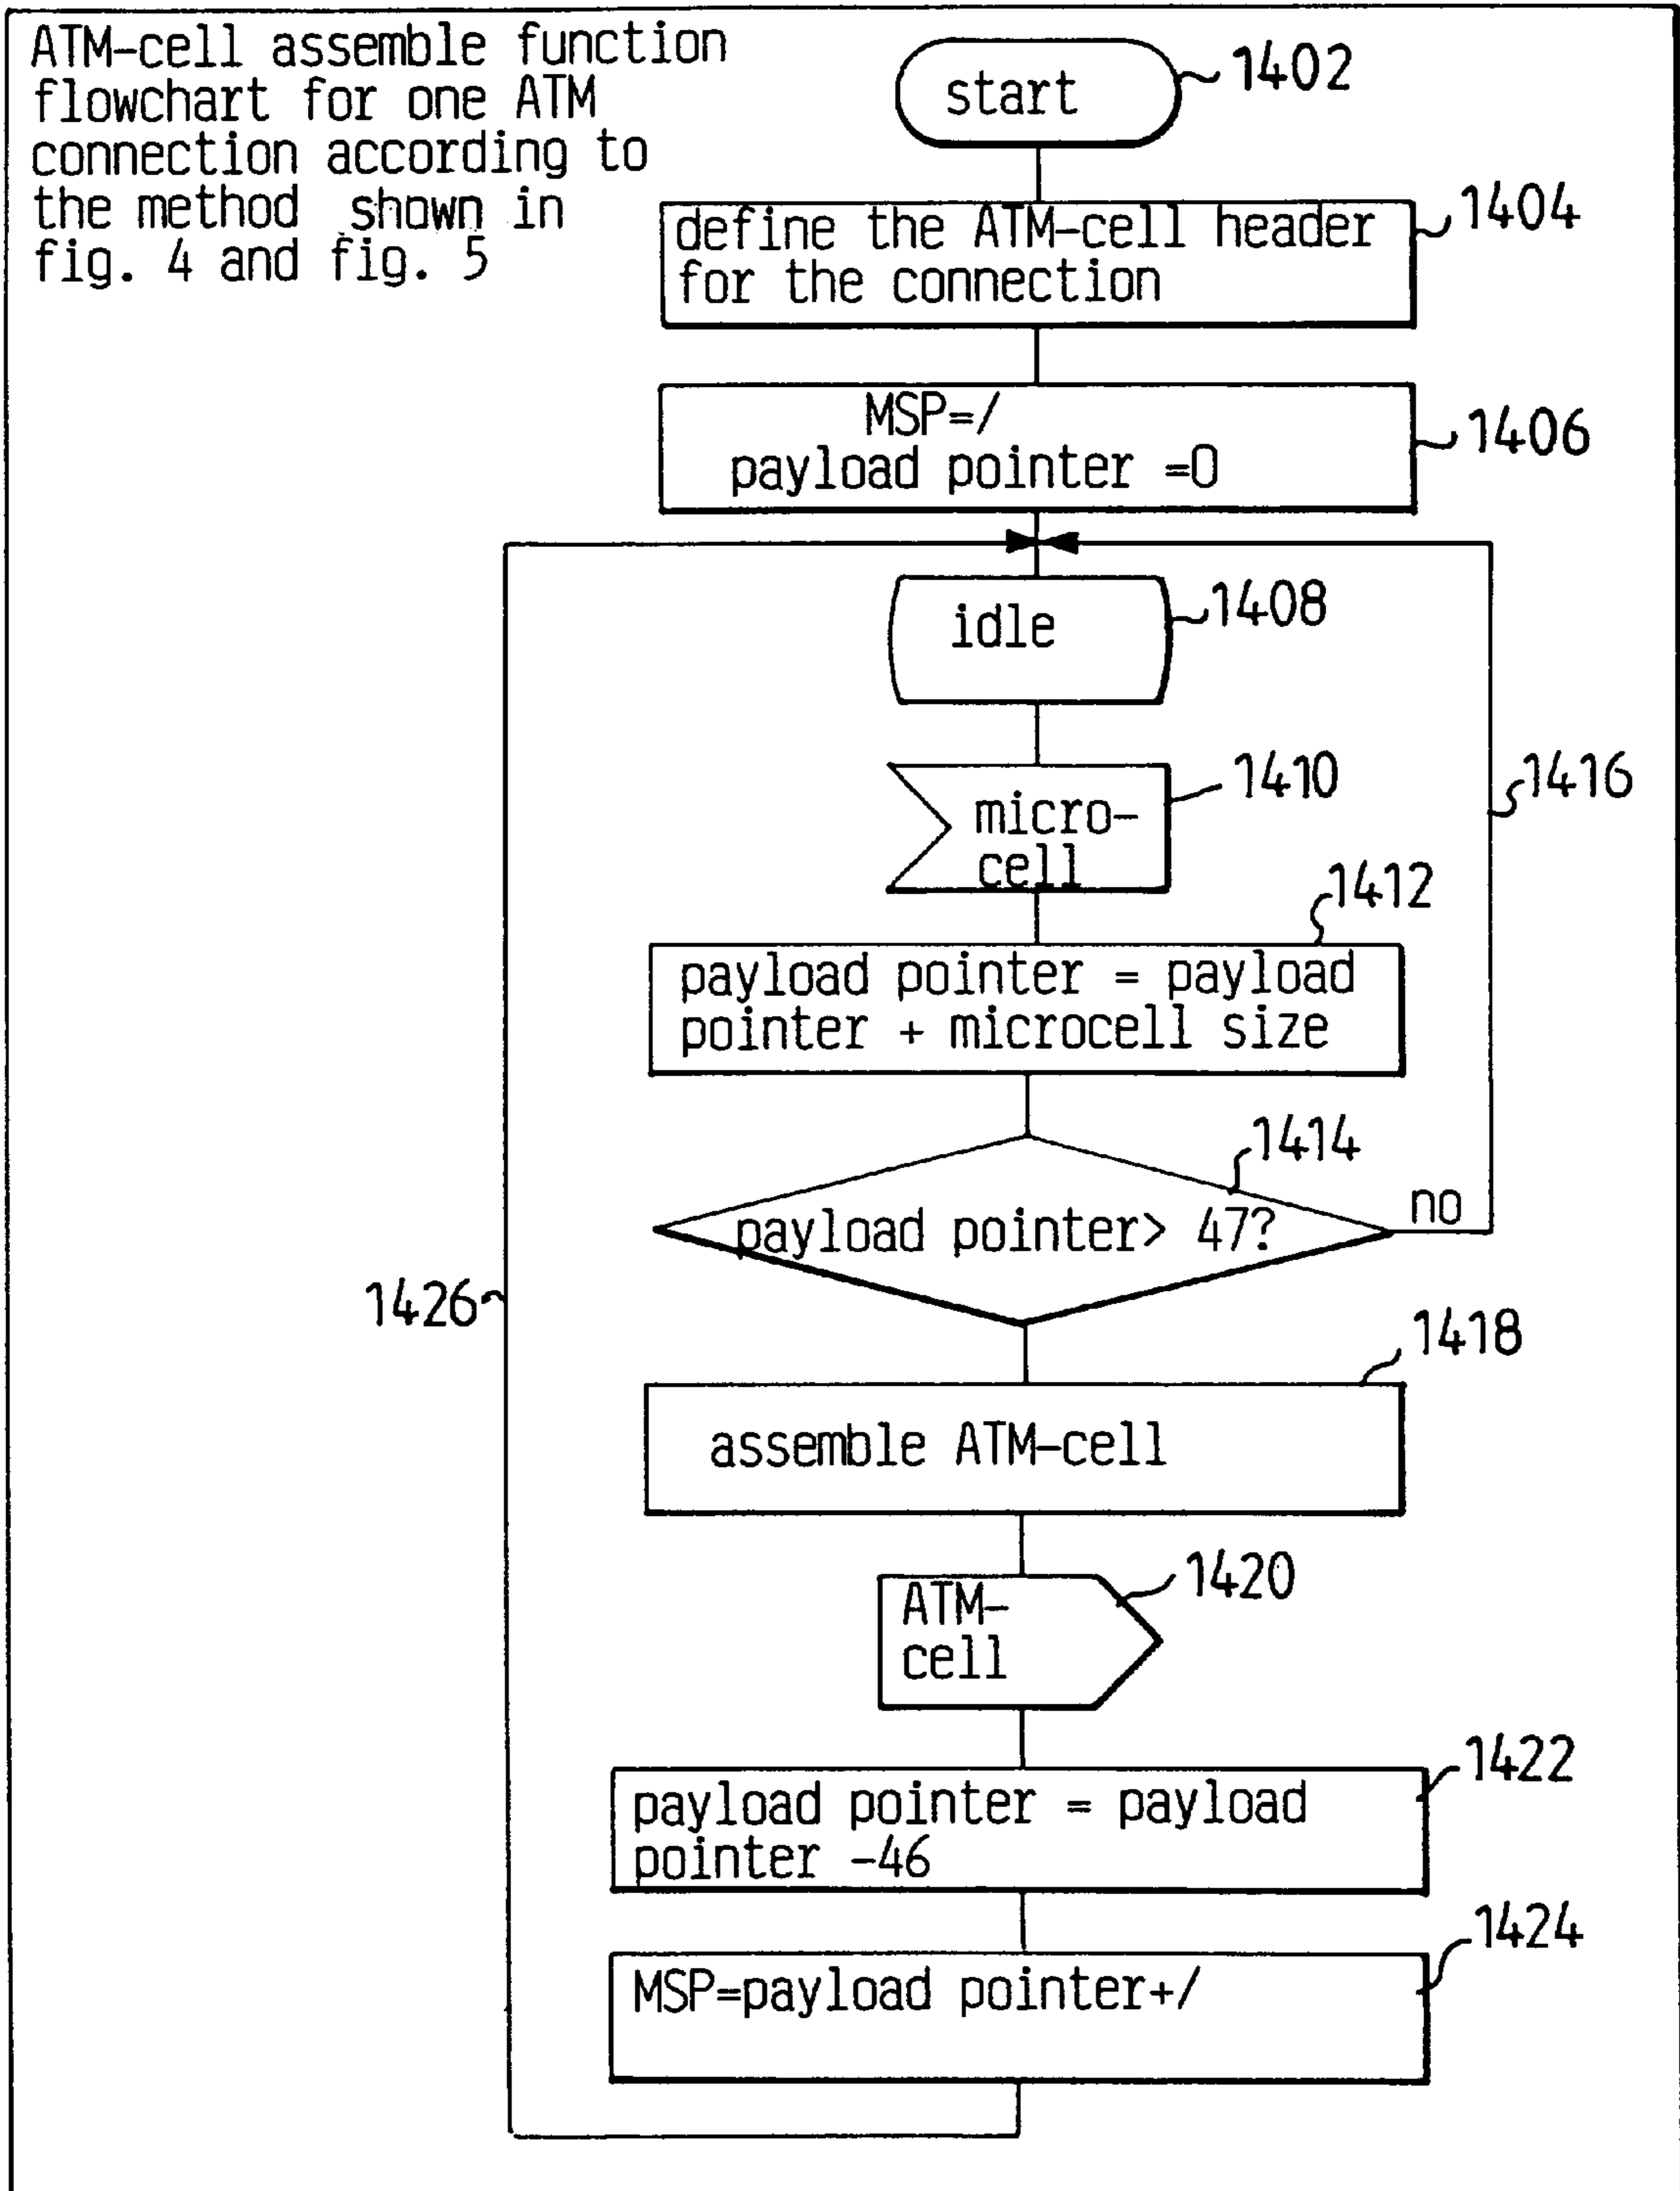 ATM-cell assemble function
flowchart for one ATM
connection according to
the method shown in
fig. 4 and fig. 5
start
1402
define the ATM-cell header
for the connection
1404
MSP=/
payload pointer =0
1406
idle
1408
micro-
cell
1410
1416
payload pointer = payload
pointer + microcell size
1412
payload pointer> 47?
1414
no
1426
assemble ATM-cell
1418
ATM-
cell
1420
payload pointer = payload
pointer -46
1422
MSP=payload pointer+/
1424